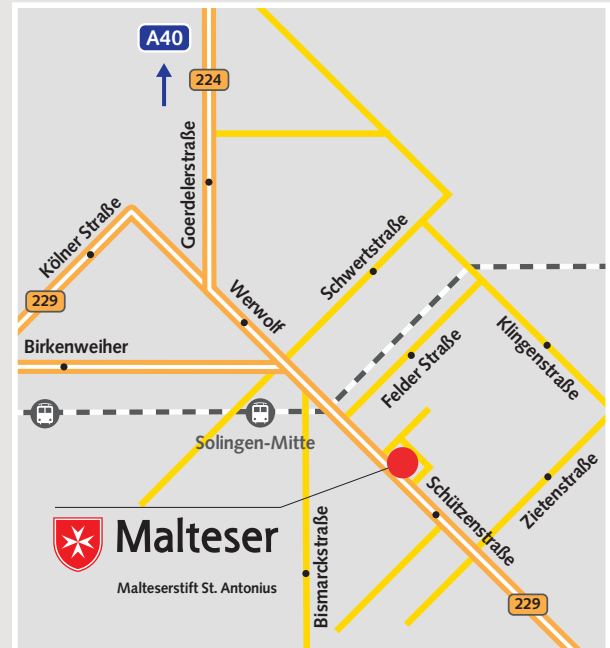 A40
224
Goerdelerstraße
Kölner Straße
Schwertstraße
229
Werwolf
Birkenweiher
Klingenstraße
Felder Straße
Solingen-Mitte
Schützenstraße
Zietenstraße
Malteser
Malteserstift St. Antonius
Bismarckstraße
229